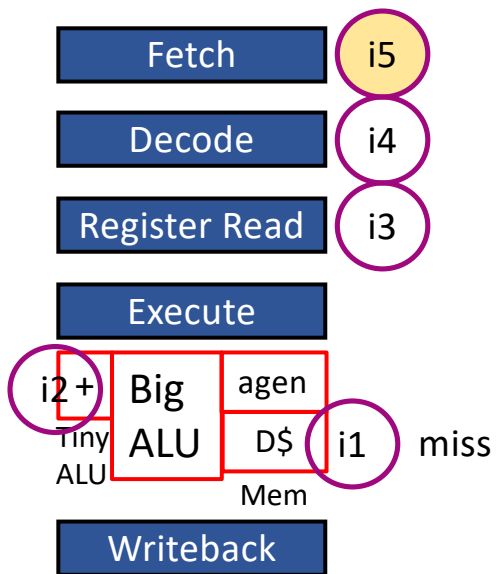 Fetch i5
Decode i4
Register Read i3
Execute
i2 + Big agen
Tiny ALU D$ i1 miss
ALU
Mem
Writeback